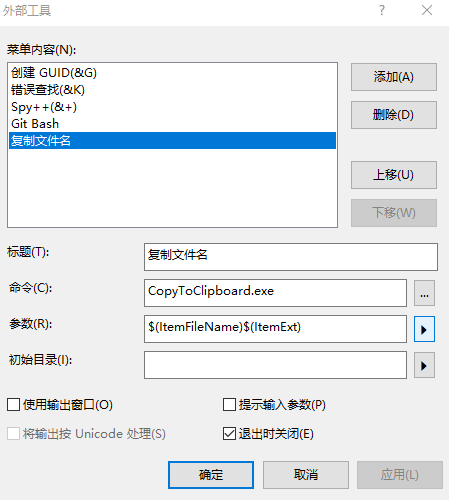 外部工具
菜单内容(N):
创建 GUID(&G)
错误查找(&K)
Spy++(&+)
Git Bash
复制文件名
添加(A)
删除(D)
上移(U)
下移(W)
标题(T):
复制文件名
命令(C):
CopyToClipboard.exe
...
参数(R):
$(ItemFileName)$(ItemExt)
初始目录(I):
使用输出窗口(O)
提示输入参数(P)
将输出按 Unicode 处理(S)
退出时关闭(E)
确定
取消
应用(L)